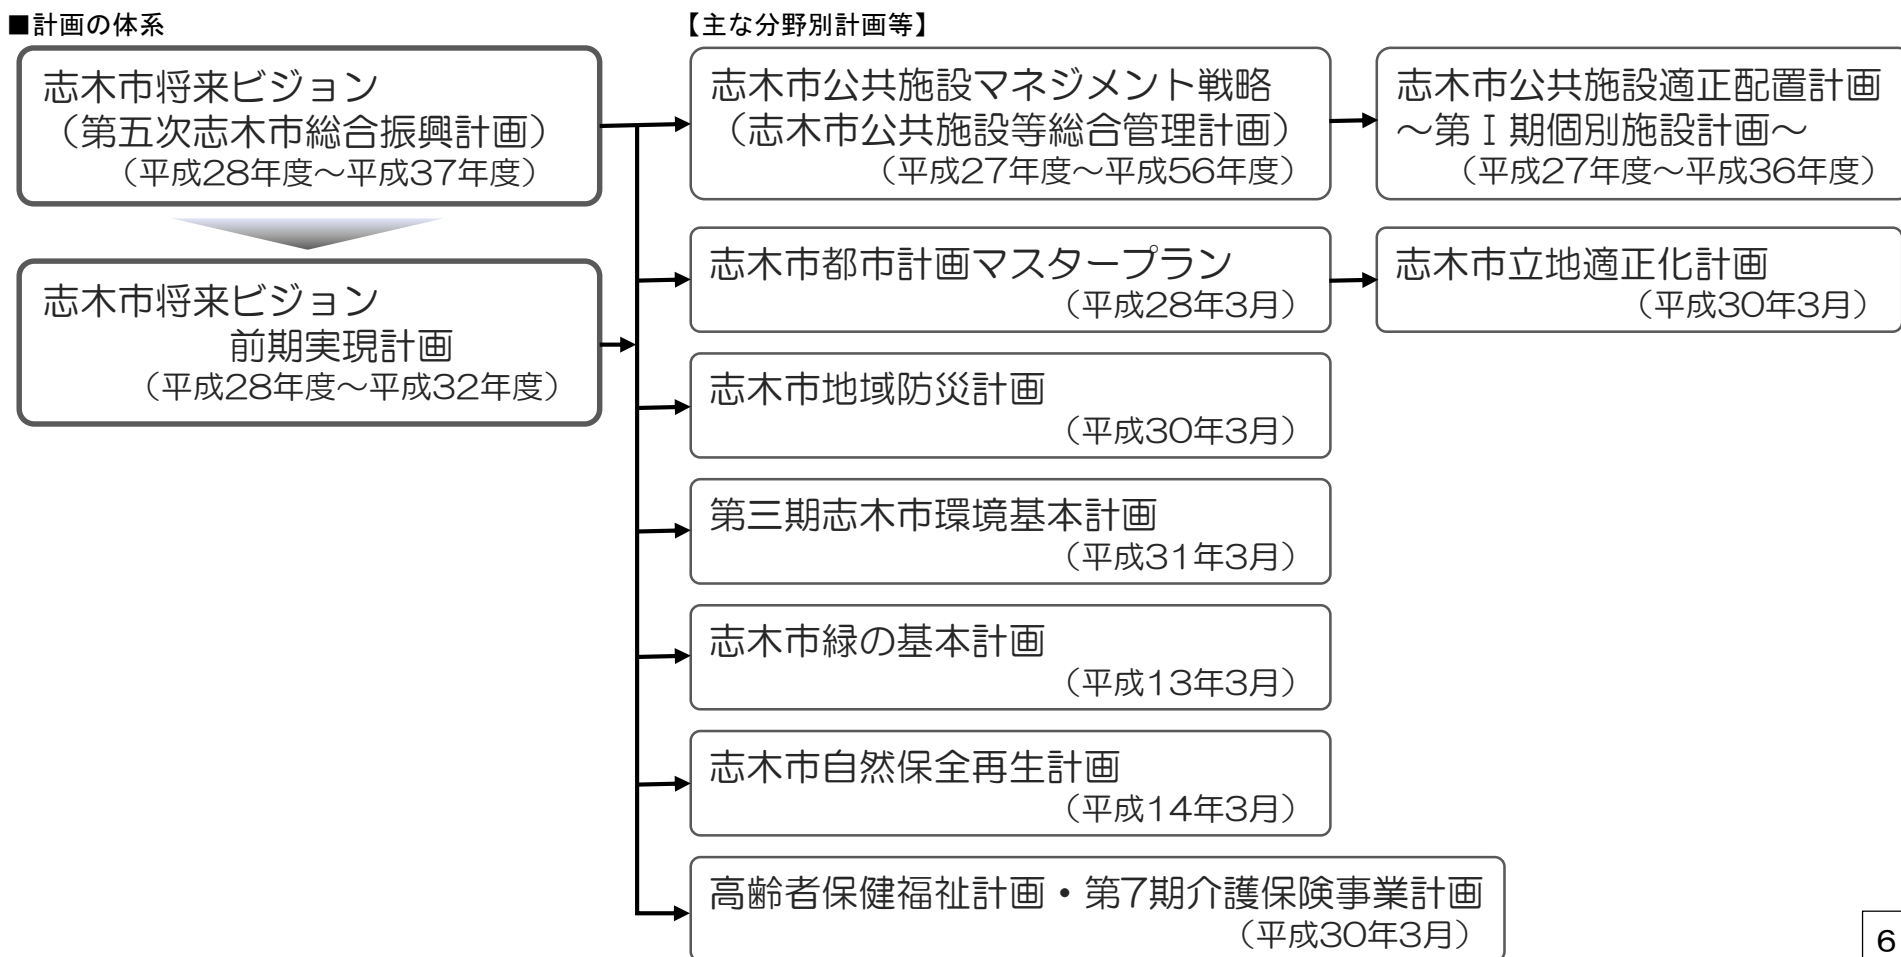 ■計画の体系
志木市将来ビジョン
（第五次志木市総合振興計画）
（平成28年度～平成37年度）
志木市将来ビジョン
前期実現計画
（平成28年度～平成32年度）
【主な分野別計画等】
志木市公共施設マネジメント戦略
（志木市公共施設等総合管理計画）
（平成27年度～平成56年度）
志木市公共施設適正配置計画
～第Ⅰ期個別施設計画～
（平成27年度～平成36年度）
志木市都市計画マスタープラン
（平成28年3月）
志木市立地適正化計画
（平成30年3月）
志木市地域防災計画
（平成30年3月）
第三期志木市環境基本計画
（平成31年3月）
志木市緑の基本計画
（平成13年3月）
志木市自然保全再生計画
（平成14年3月）
高齢者保健福祉計画・第7期介護保険事業計画
（平成30年3月）
6